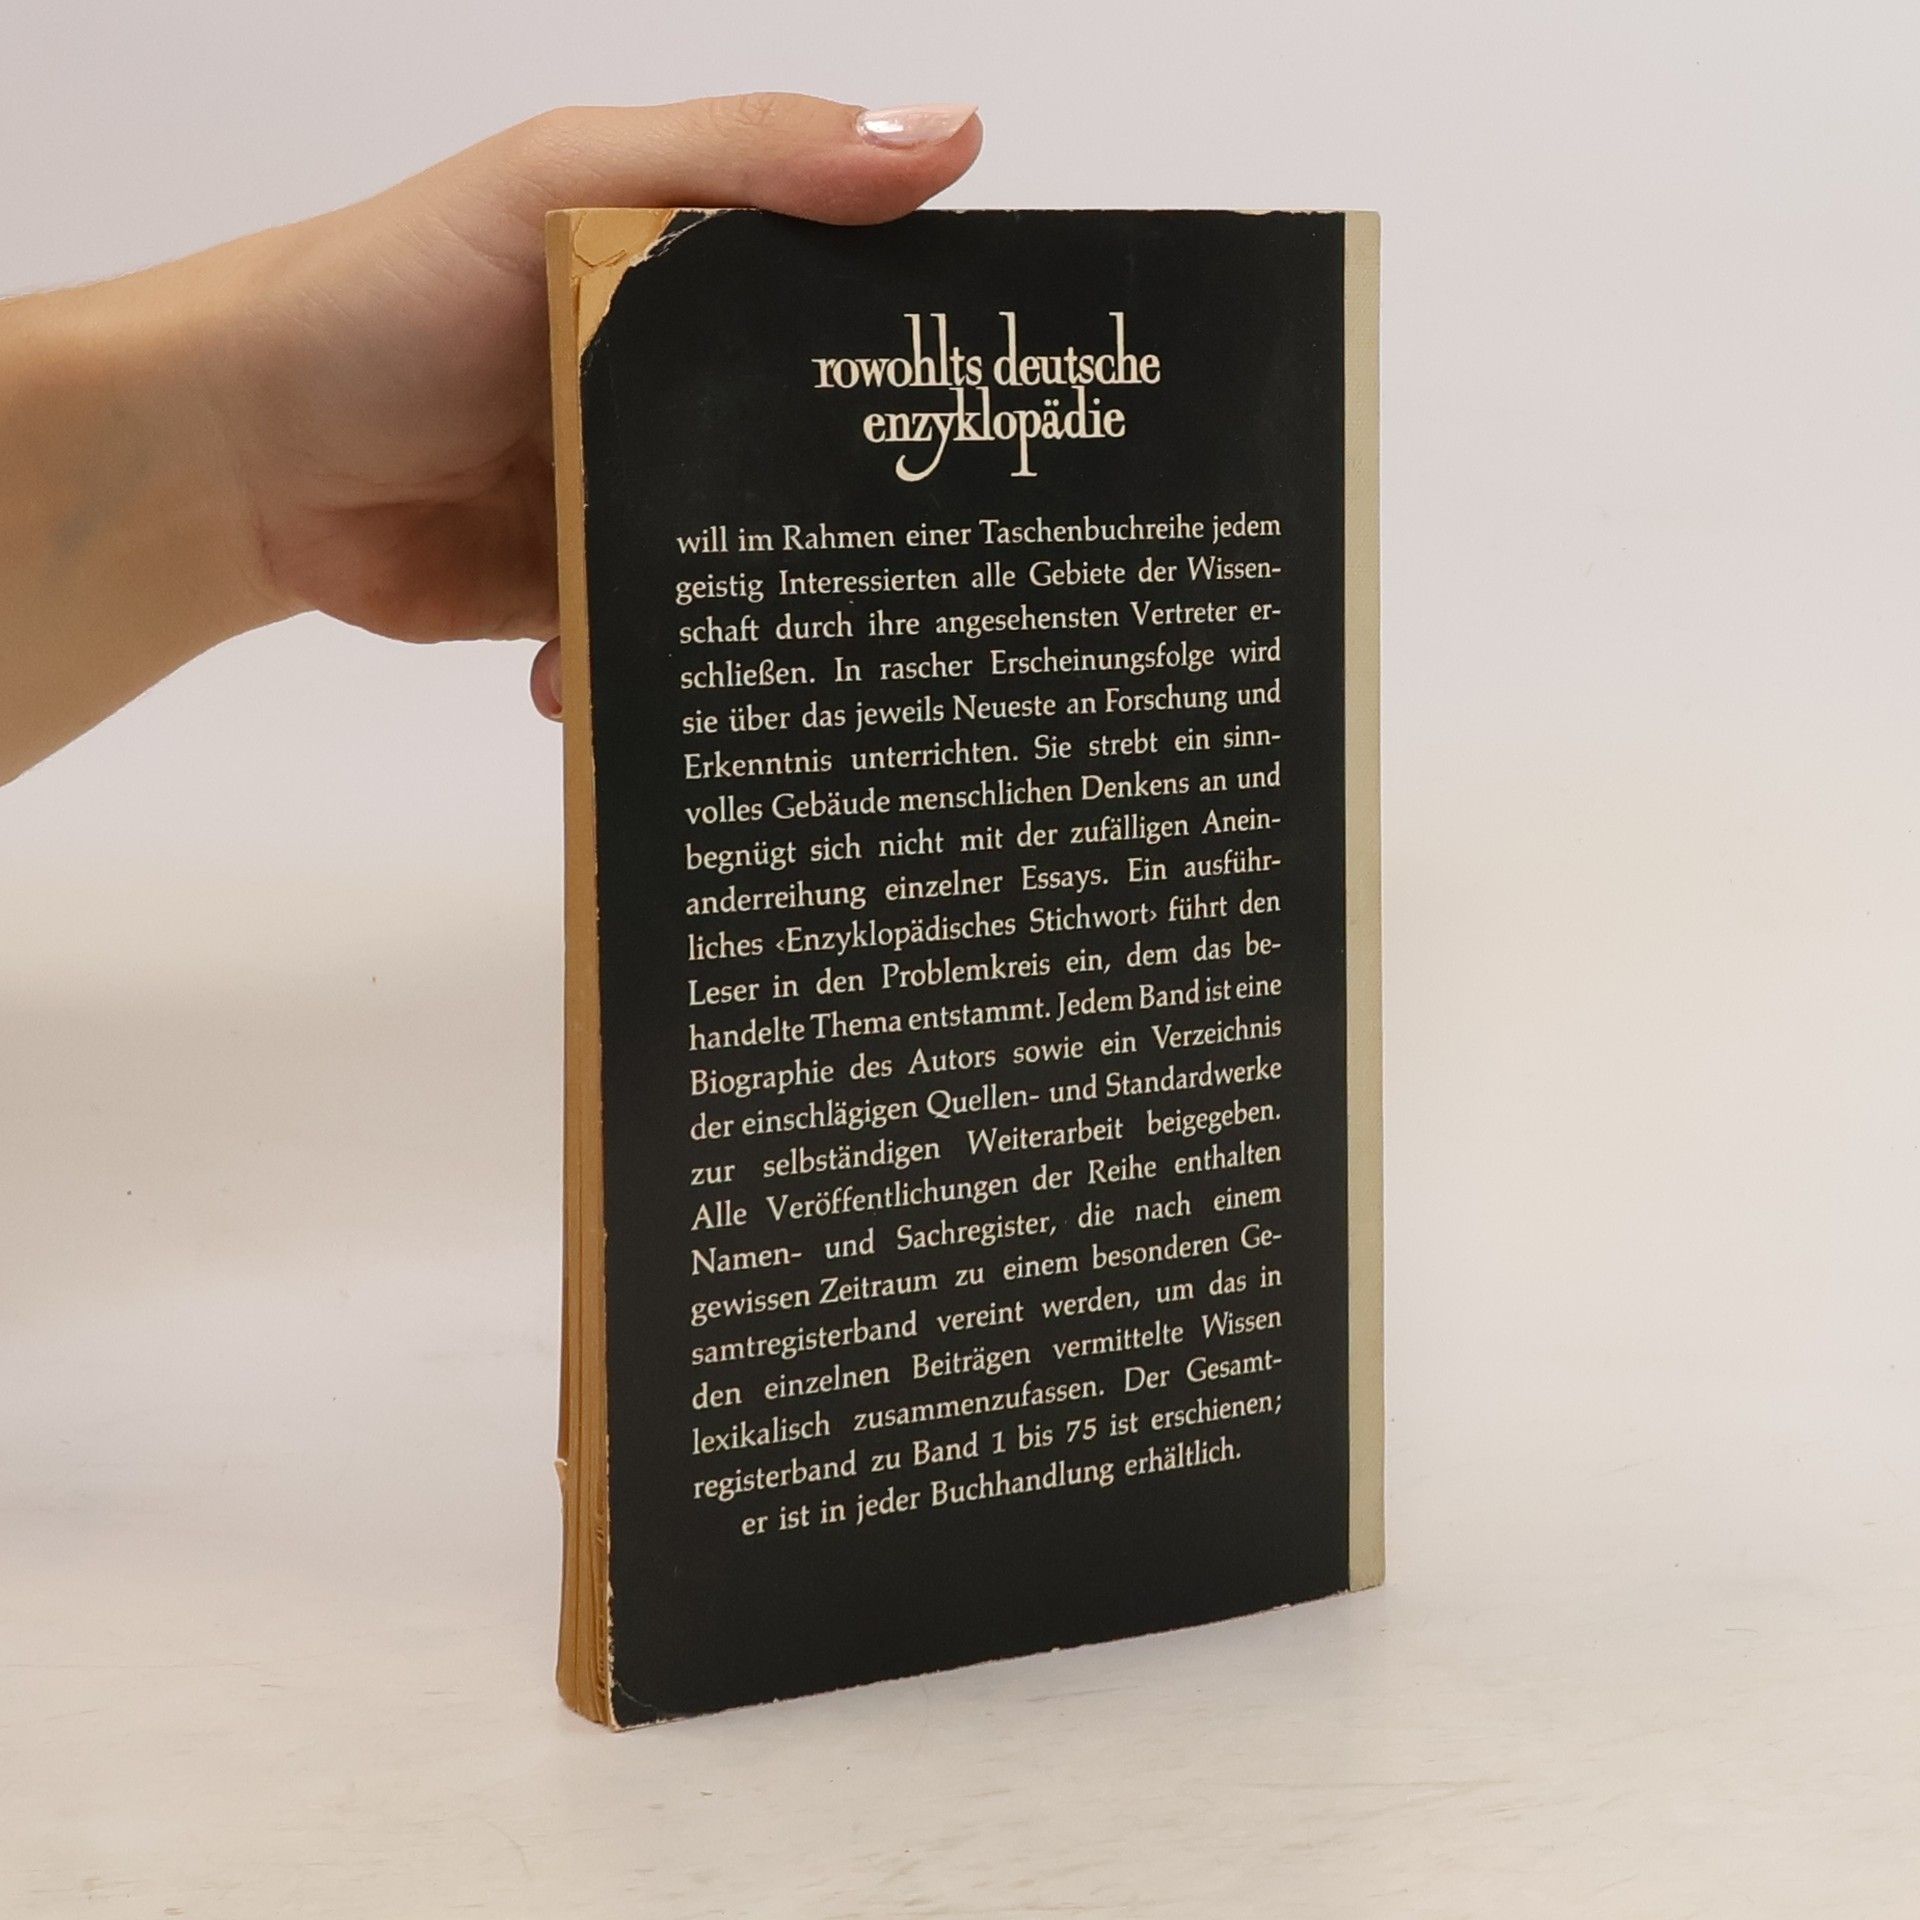 rowohlts deutsche
enzyklopädie
will im Rahmen einer Taschenbuchreihe jedem
geistig Interessierten alle Gebiete der Wissen-
schaft durch ihre angesehensten Vertreter er-
schließen. In rascher Erscheinungsfolge wird
sie über das jeweils Neueste an Forschung und
Erkenntnis unterrichten. Sie strebt ein sinn-
volles Gebäude menschlichen Denkens an und
begnügt sich nicht mit der zufälligen Anein-
anderreihung einzelner Essays. Ein ausführ-
liches ‹Enzyklopädisches Stichwort› führt den
Leser in den Problemkreis ein, dem das be-
handelte Thema entstammt. Jedem Band ist eine
Biographie des Autors sowie ein Verzeichnis
der einschlägigen Quellen- und Standardwerke
zur selbständigen Weiterarbeit beigegeben.
Alle Veröffentlichungen der Reihe enthalten
Namen- und Sachregister, die nach einem
gewissen Zeitraum zu einem besonderen Ge-
samtregisterband vereint werden, um das in
den einzelnen Beiträgen vermittelte Wissen
lexikalisch zusammenzufassen. Der Gesamt-
registerband zu Band 1 bis 75 ist erschienen;
er ist in jeder Buchhandlung erhältlich.